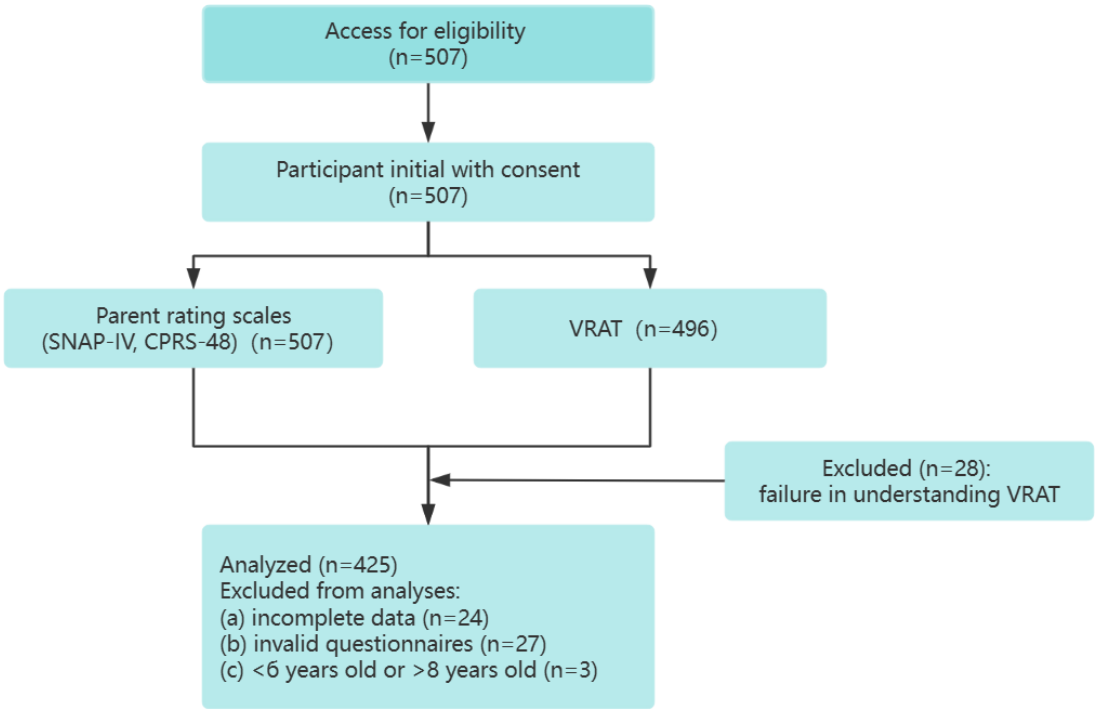 Access for eligibility
(n=507)
Participant initial with consent
(n=507)
Parent rating scales
(SNAP-IV, CPRS-48) (n=507)
VRAT (n=496)
Excluded (n=28):
failure in understanding VRAT
Analyzed (n=425)
Excluded from analyses:
(a) incomplete data (n=24)
(b) invalid questionnaires (n=27)
(c) <6 years old or >8 years old (n=3)